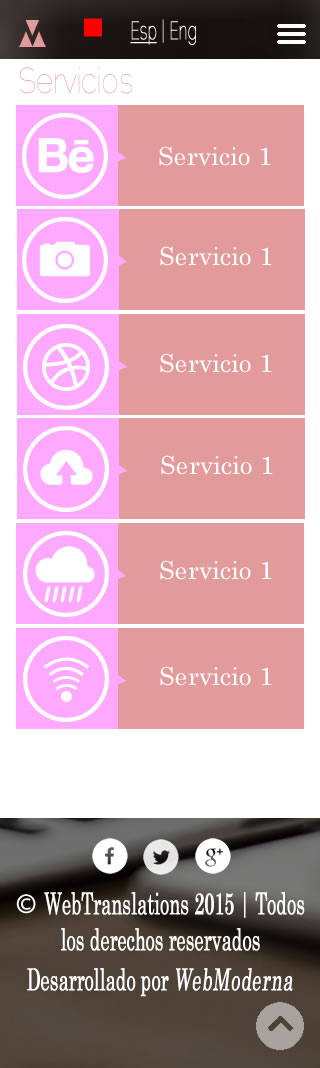 Esp | Eng
Servicios
Servicio 1
Servicio 1
Servicio 1
Servicio 1
Servicio 1
Servicio 1
© WebTranslations 2015 | Todos
los derechos reservados
Desarrollado por WebModerna